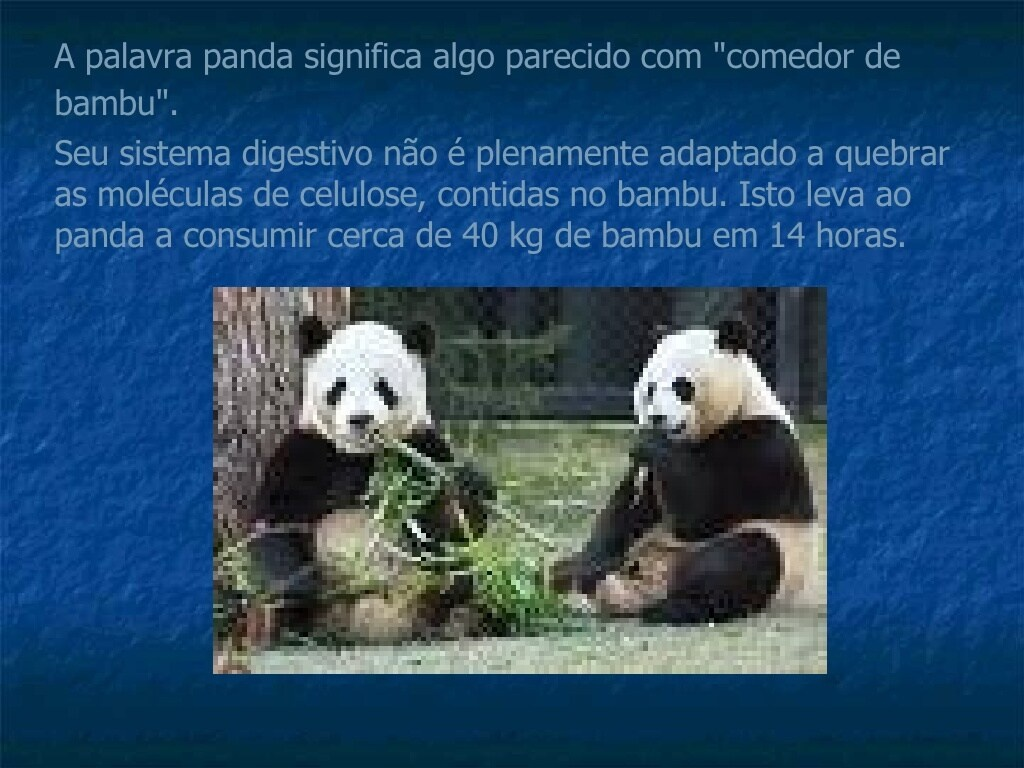 A palavra panda significa algo parecido com "comedor de
bambu".
Seu sistema digestivo não é plenamente adaptado a quebrar
as moléculas de celulose, contidas no bambu. Isto leva ao
panda a consumir cerca de 40 kg de bambu em 14 horas.